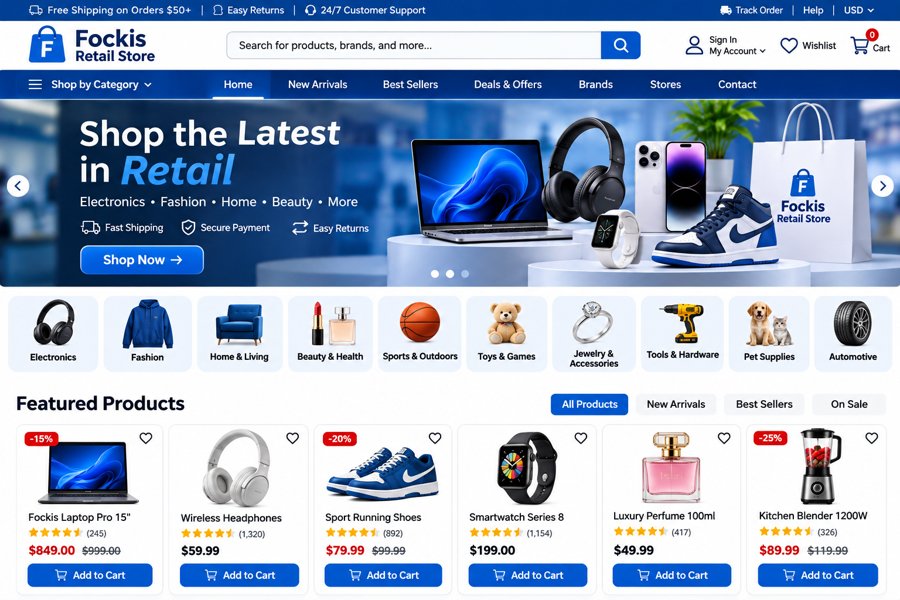 Free Shipping on Orders $50+ | Easy Returns | 24/7 Customer Support
Track Order | Help | USD
F
Fockis
Retail Store
Search for products, brands, and more...
Sign In
My Account
Wishlist
0
Cart
Shop by Category
Home
New Arrivals
Best Sellers
Deals & Offers
Brands
Stores
Contact
Shop the Latest
in Retail
Electronics • Fashion • Home • Beauty • More
Fast Shipping
Secure Payment
Easy Returns
Shop Now →
F
Fockis
Retail Store
Electronics
Fashion
Home & Living
Beauty & Health
Sports & Outdoors
Toys & Games
Jewelry &
Accessories
Tools & Hardware
Pet Supplies
Automotive
Featured Products
All Products
New Arrivals
Best Sellers
On Sale
-15%
Fockis Laptop Pro 15"
(245)
$849.00 $999.00
Add to Cart
Wireless Headphones
(1,320)
$59.99
Add to Cart
-20%
Sport Running Shoes
(892)
$79.99 $99.99
Add to Cart
Smartwatch Series 8
(1,154)
$199.00
Add to Cart
Luxury Perfume 100ml
(417)
$49.99
Add to Cart
-25%
Kitchen Blender 1200W
(326)
$89.99 $119.99
Add to Cart